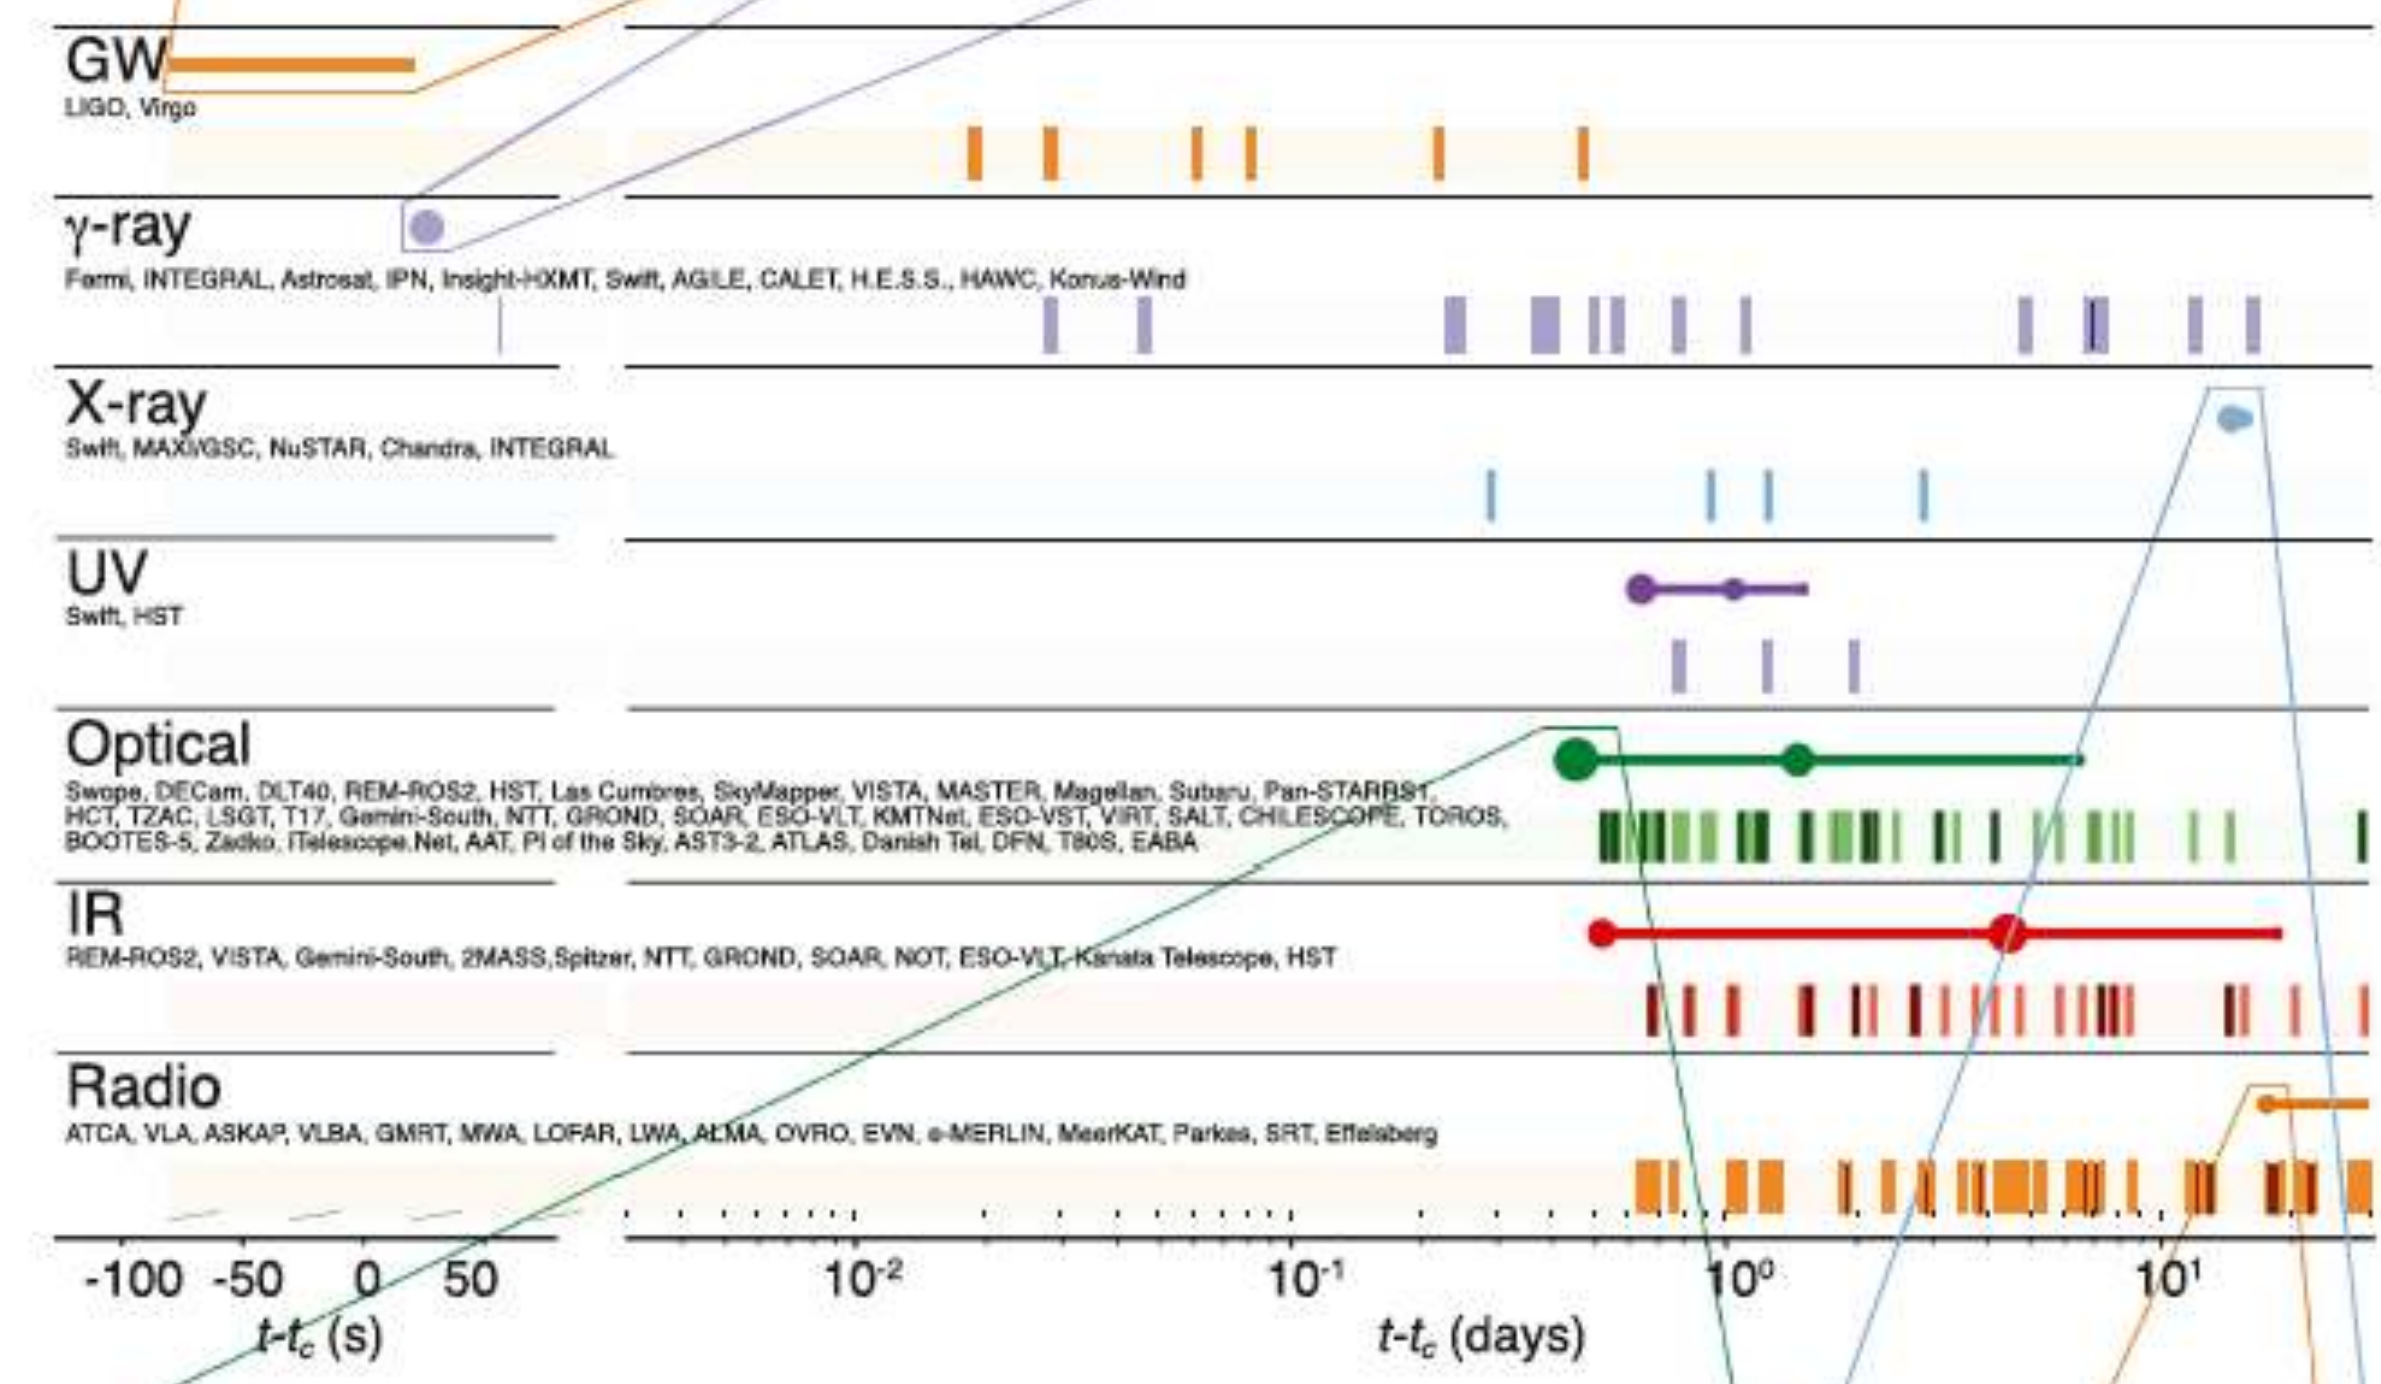 GW
LIGO, Virgo
γ-ray
Fermi, INTEGRAL, Astrosat, IPN, Insight-HXMT, Swift, AGILE, CALET, H.E.S.S., HAWC, Konus-Wind
X-ray
Swift, MAXI/GSC, NuSTAR, Chandra, INTEGRAL
UV
Swift, HST
Optical
Swope, DECam, DLT40, REM-ROS2, HST, Las Cumbres, SkyMapper, VISTA, MASTER, Magellan, Subaru, Pan-STARRS1,
HCT, TZAC, LSGT, T17, Gemini-South, NTT, GROND, SOAR, ESO-VLT, KMTNet, ESO-VST, VIRT, SALT, CHILESCOPE, TOROS,
BOOTES-5, Zadko, iTelescope.Net, AAT, Pi of the Sky, AST3-2, ATLAS, Danish Tel, DFN, T80S, EABA
IR
REM-ROS2, VISTA, Gemini-South, 2MASS,Spitzer, NTT, GROND, SOAR, NOT, ESO-VLT, Kanata Telescope, HST
Radio
ATCA, VLA, ASKAP, VLBA, GMRT, MWA, LOFAR, LWA, ALMA, OVRO, EVN, e-MERLIN, MeerKAT, Parkes, SRT, Effelsberg
-100 -50 0 50 10⁻² 10⁻¹ 10⁰ 10¹
t-t_c (s) t-t_c (days)